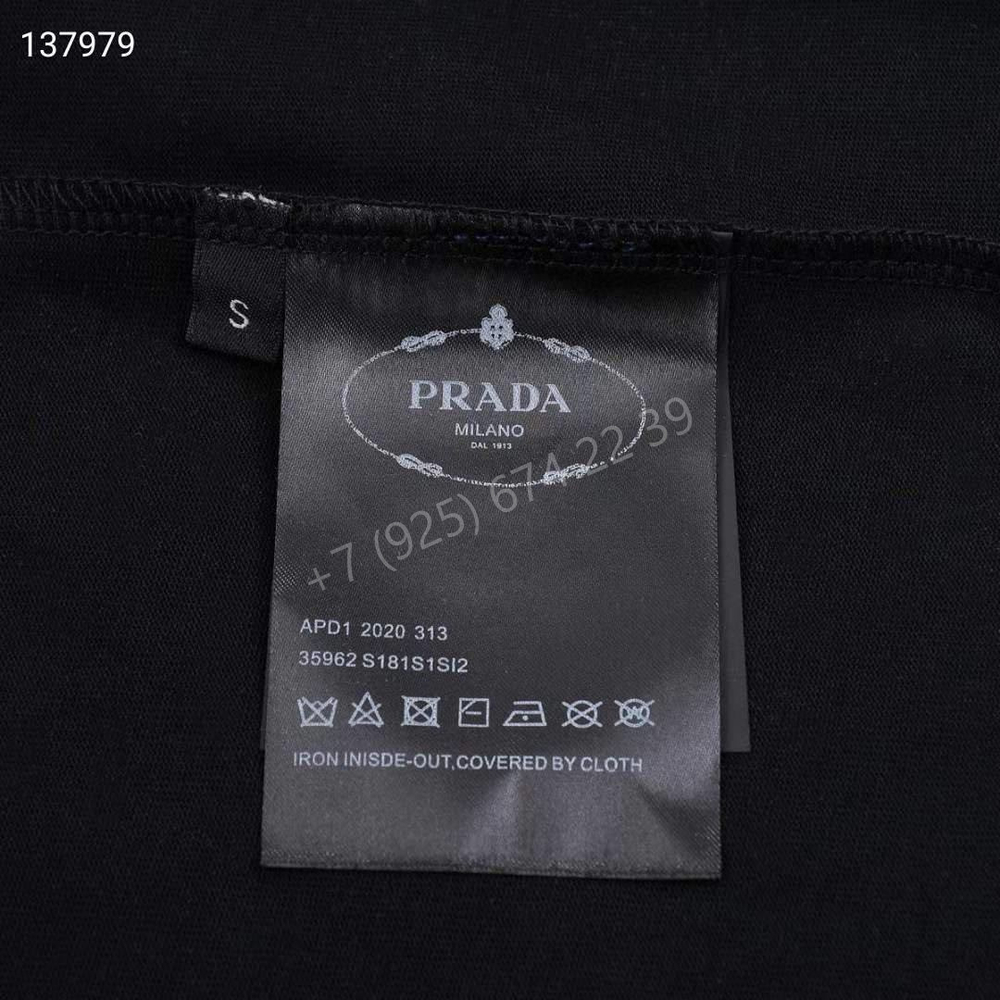 137979
S
PRADA
MILANO
DAL 1913
+7 (925) 674 22 39
APD1 2020 313
35962 S181S1SI2
IRON INISDE-OUT,COVERED BY CLOTH